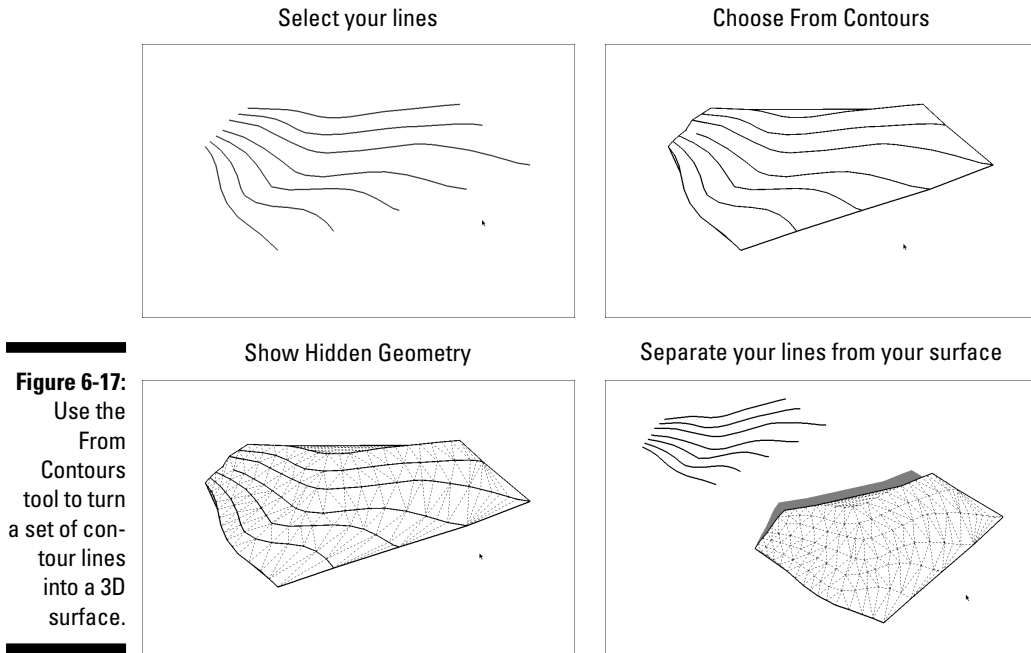 Select your lines
Choose From Contours
Show Hidden Geometry
Separate your lines from your surface
Figure 6-17:
Use the
From
Contours
tool to turn
a set of con-
tour lines
into a 3D
surface.